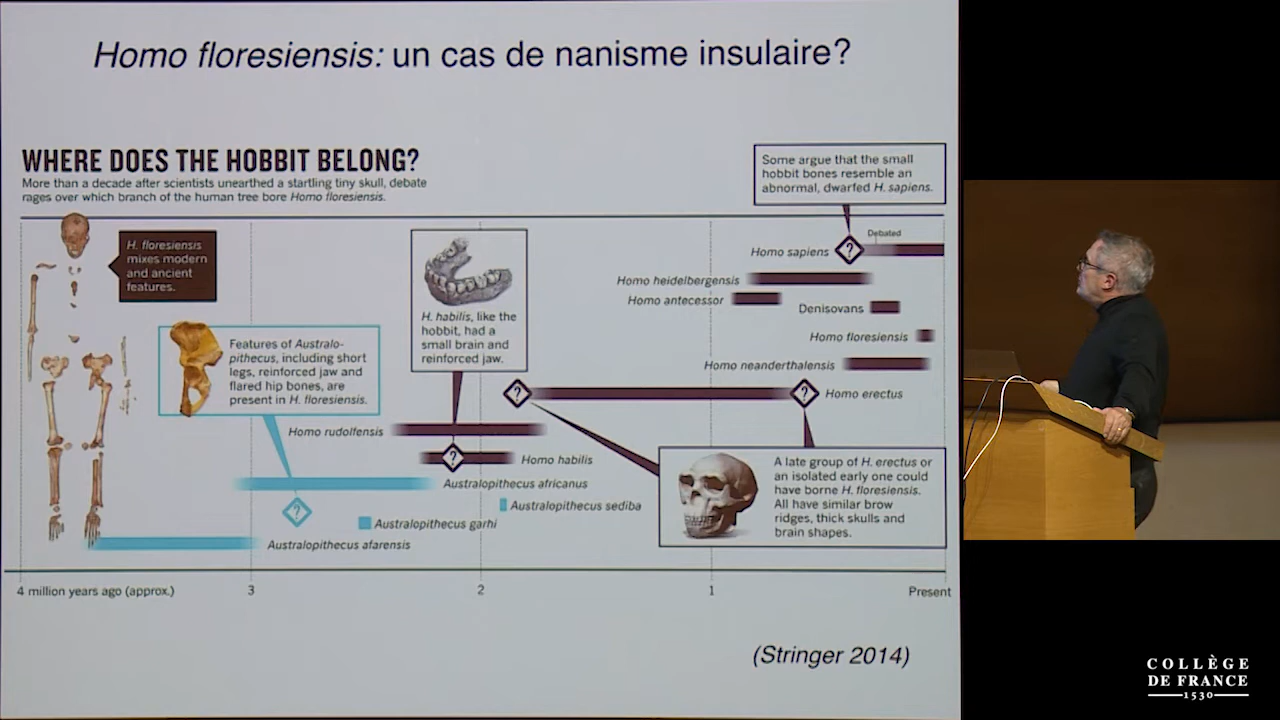 Homo floresiensis: un cas de nanisme insulaire?
WHERE DOES THE HOBBIT BELONG?
More than a decade after scientists unearthed a startling tiny skull, debate
rages over which branch of the human tree bore Homo floresiensis.
Some argue that the small
hobbit bones resemble an
abnormal, dwarfed H. sapiens.
H. floresiensis
mixes modern
and ancient
features.
Debated
Homo sapiens
?
Homo heidelbergensis
Homo antecessor
Denisovans
H. habilis, like the
hobbit, had a
small brain and
reinforced jaw.
Homo floresiensis
Features of Australo-
pithecus, including short
legs, reinforced jaw and
flared hip bones, are
present in H. floresiensis.
Homo neanderthalensis
?
?
Homo erectus
Homo rudolfensis
?
Homo habilis
A late group of H. erectus or
an isolated early one could
have borne H. floresiensis.
All have similar brow
ridges, thick skulls and
brain shapes.
Australopithecus africanus
Australopithecus sediba
?
Australopithecus garhi
Australopithecus afarensis
4 million years ago (approx.)
3
2
1
Present
(Stringer 2014)
COLLÈGE
DE FRANCE
1530